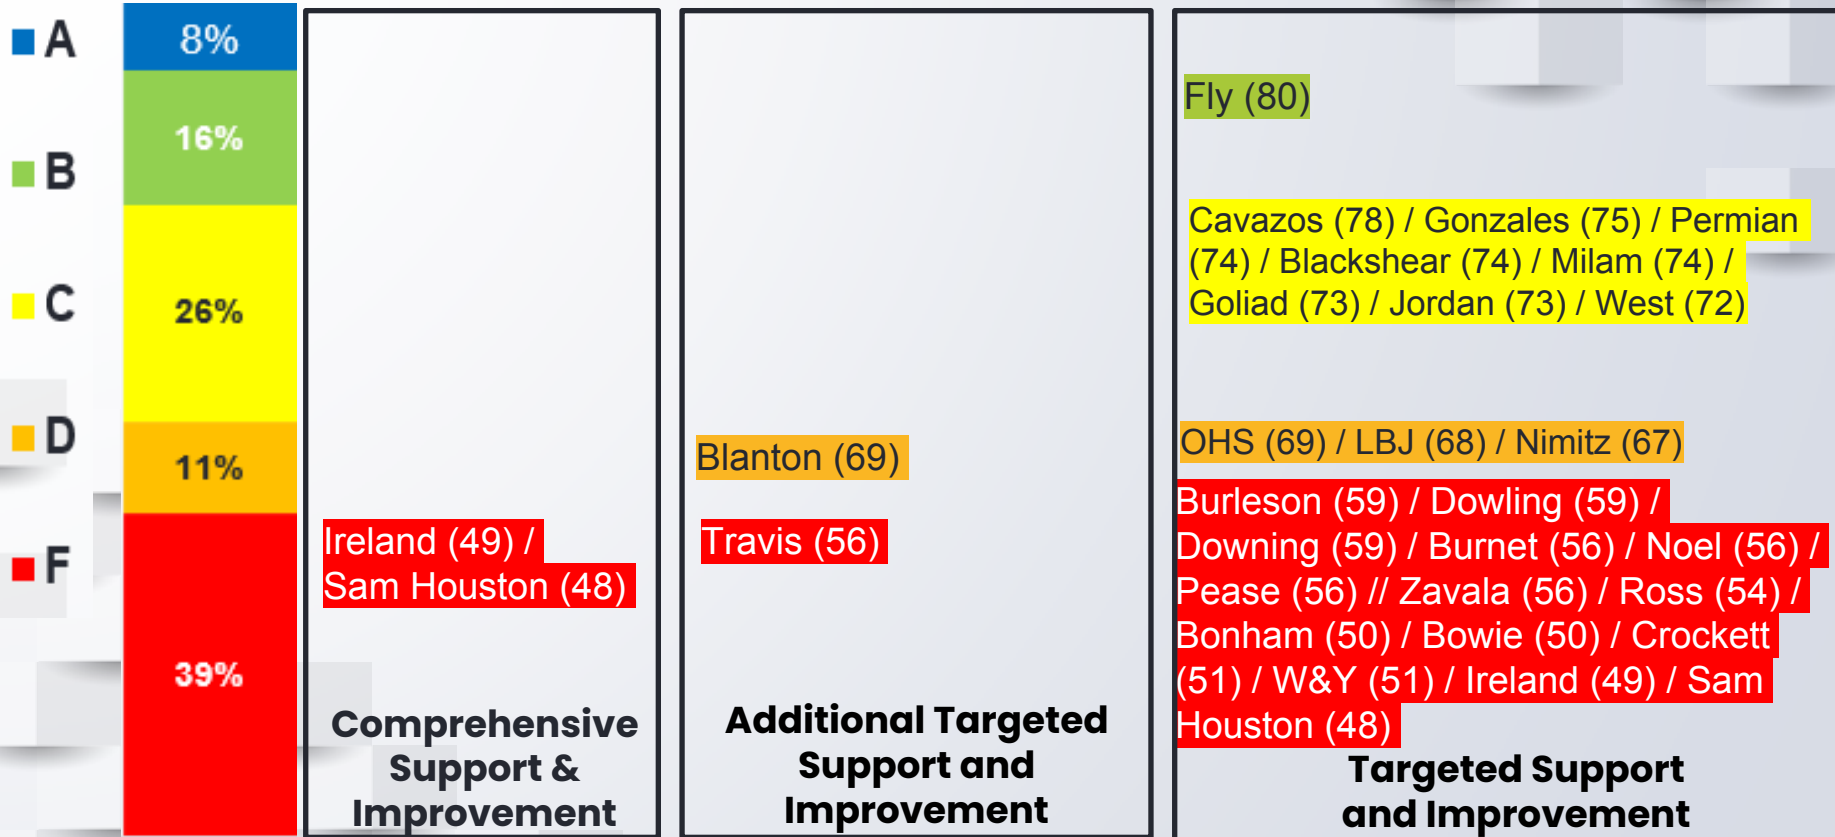 A
B
C
D
F
8%
16%
26%
11%
39%
Ireland (49) /
Sam Houston (48)
Comprehensive
Support &
Improvement
Blanton (69)
Travis (56)
Additional Targeted
Support and
Improvement
Fly (80)
Cavazos (78) / Gonzales (75) / Permian
(74) / Blackshear (74) / Milam (74) /
Goliad (73) / Jordan (73) / West (72)
OHS (69) / LBJ (68) / Nimitz (67)
Burleson (59) / Dowling (59) /
Downing (59) / Burnet (56) / Noel (56) /
Pease (56) // Zavala (56) / Ross (54) /
Bonham (50) / Bowie (50) / Crockett
(51) / W&Y (51) / Ireland (49) / Sam
Houston (48)
Targeted Support
and Improvement